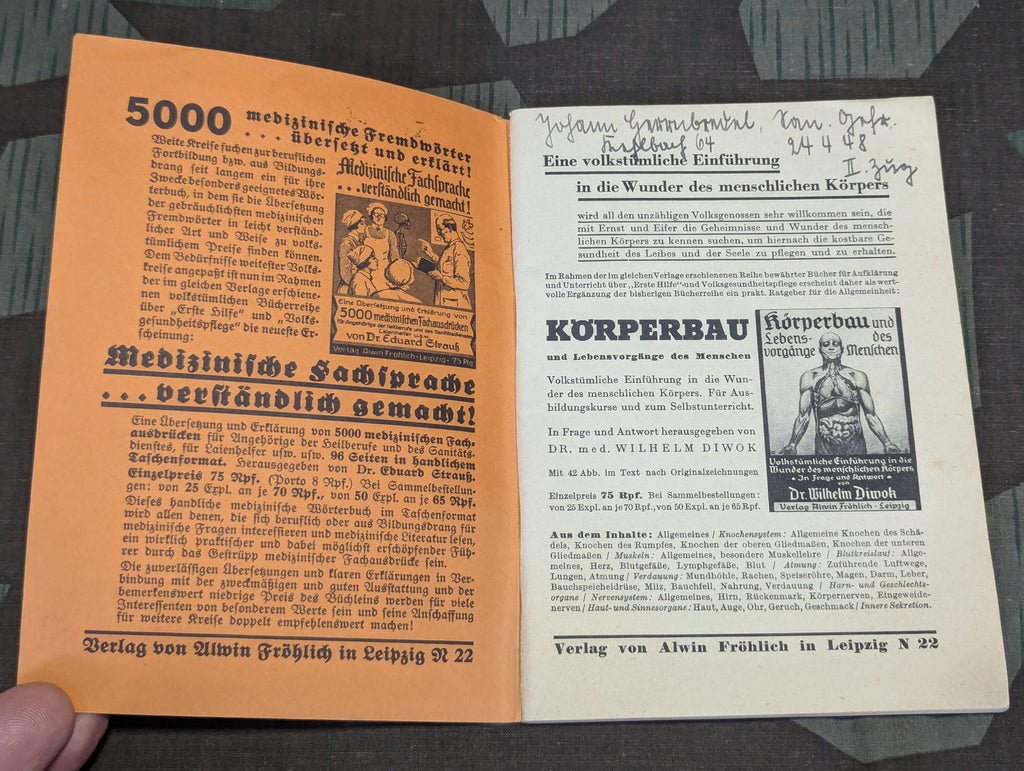 5000 medizinische Fremdwörter
. . . übersetzt und erklärt!
Weite Kreise suchen zur beruflichen
Fortbildung bzw. aus Bildungs-
drang seit langem ein für ihre
Zwecke besonders geeignetes Wör-
terbuch, in dem sie die Übersetzung
der gebräuchlichsten medizinischen
Fremdwörter in leicht verständ-
licher Art und Weise zu volks-
tümlichem Preise finden können.
Dem Bedürfnisse weitester Volks-
kreise angepaßt ist nun im Rahmen
der im gleichen Verlage erschiene-
nen volkstümlichen Bücherreihe
über „Erste Hilfe“ und „Volks-
gesundheitspflege“ die neueste Er-
scheinung:
Medizinische Fachsprache
...verständlich gemacht!
Eine Übersetzung und Erklärung von
5000 medizinischen Fachausdrücken
für Angehörige der Heilberufe und des Sanitätsdienstes,
Laienhelfer usw.
von Dr. Eduard Strauß
Verlag Alwin Fröhlich · Leipzig · 75 Pfg
Medizinische Fachsprache
. . . verständlich gemacht!
Eine Übersetzung und Erklärung von 5000 medizinischen Fach-
ausdrücken für Angehörige der Heilberufe und des Sanitäts-
dienstes, für Laienhelfer usw. usw. 96 Seiten in handlichem
Taschenformat. Herausgegeben von Dr. Eduard Strauß.
Einzelpreis 75 Rpf. (Porto 8 Rpf.) Bei Sammelbestellun-
gen: von 25 Expl. an je 70 Rpf., von 50 Expl. an je 65 Rpf.
Dieses handliche medizinische Wörterbuch im Taschenformat
wird allen denen, die sich beruflich oder aus Bildungsdrang für
medizinische Fragen interessieren und medizinische Literatur lesen,
ein wirklich praktischer und dabei möglichst erschöpfender Füh-
rer durch das Gestrüpp medizinischer Fachausdrücke sein.
Die zuverlässigen Übersetzungen und klaren Erklärungen in Ver-
bindung mit der zweckmäßigen und guten Ausstattung und der
bemerkenswert niedrige Preis des Büchleins werden für viele
Interessenten von besonderem Werte sein und seine Anschaffung
für weitere Kreise doppelt empfehlenswert machen!
Verlag von Alwin Fröhlich in Leipzig N 22
Johann San. Gefr.
64 24 4 48
II. Zug
Eine volkstümliche Einführung
in die Wunder des menschlichen Körpers
wird all den unzähligen Volksgenossen sehr willkommen sein, die
mit Ernst und Eifer die Geheimnisse und Wunder des mensch-
lichen Körpers zu kennen suchen, um hiernach die kostbare Ge-
sundheit des Leibes und der Seele zu pflegen und zu erhalten.
Im Rahmen der im gleichen Verlage erschienenen Reihe bewährter Bücher für Aufklärung
und Unterricht über „Erste Hilfe“ und Volksgesundheitspflege erscheint daher als wert-
volle Ergänzung der bisherigen Bücherreihe ein prakt. Ratgeber für die Allgemeinheit:
KÖRPERBAU
und Lebensvorgänge des Menschen
Volkstümliche Einführung in die Wun-
der des menschlichen Körpers. Für Aus-
bildungskurse und zum Selbstunterricht.
In Frage und Antwort herausgegeben von
DR. med. WILHELM DIWOK
Mit 42 Abb. im Text nach Originalzeichnungen
Einzelpreis 75 Rpf. Bei Sammelbestellungen:
von 25 Expl. an je 70 Rpf., von 50 Expl. an je 65 Rpf.
Körperbau und
Lebens- des
vorgänge Menschen
Volkstümliche Einführung in die
Wunder des menschlichen Körpers
• In Frage und Antwort •
von
Dr. Wilhelm Diwok
Verlag Alwin Fröhlich · Leipzig
Aus dem Inhalte: Allgemeines / Knochensystem: Allgemeine Knochen des Schä-
dels, Knochen des Rumpfes, Knochen der oberen Gliedmaßen, Knochen der unteren
Gliedmaßen / Muskeln: Allgemeines, besondere Muskellehre / Blutkreislauf: Allge-
meines, Herz, Blutgefäße, Lymphgefäße, Blut / Atmung: Zuführende Luftwege,
Lungen, Atmung / Verdauung: Mundhöhle, Rachen, Speiseröhre, Magen, Darm, Leber,
Bauchspeicheldrüse, Milz, Bauchfell, Nahrung, Verdauung / Harn- und Geschlechts-
organe / Nervensystem: Allgemeines, Hirn, Rückenmark, Körpernerven, Eingeweide-
nerven / Haut- und Sinnesorgane: Haut, Auge, Ohr, Geruch, Geschmack / Innere Sekretion.
Verlag von Alwin Fröhlich in Leipzig N 22